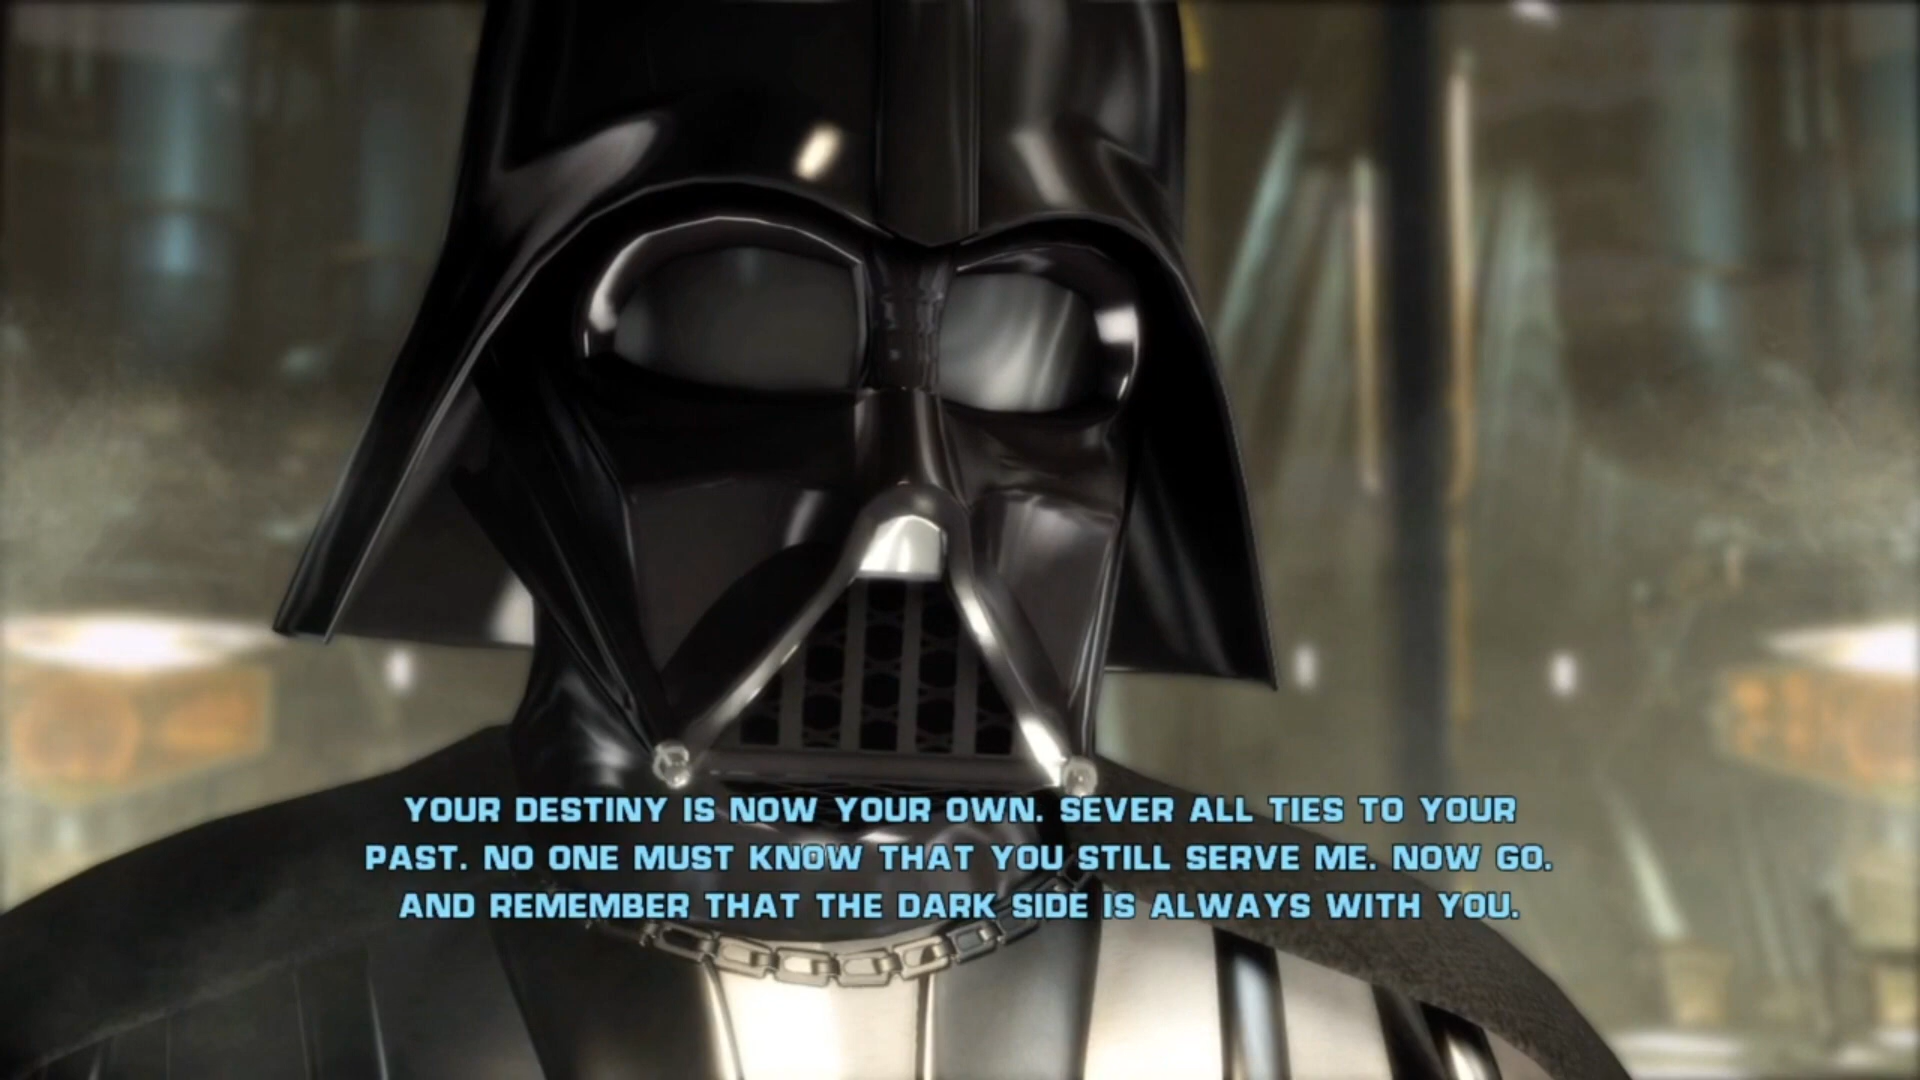 YOUR DESTINY IS NOW YOUR OWN. SEVER ALL TIES TO YOUR
PAST. NO ONE MUST KNOW THAT YOU STILL SERVE ME. NOW GO.
AND REMEMBER THAT THE DARK SIDE IS ALWAYS WITH YOU.